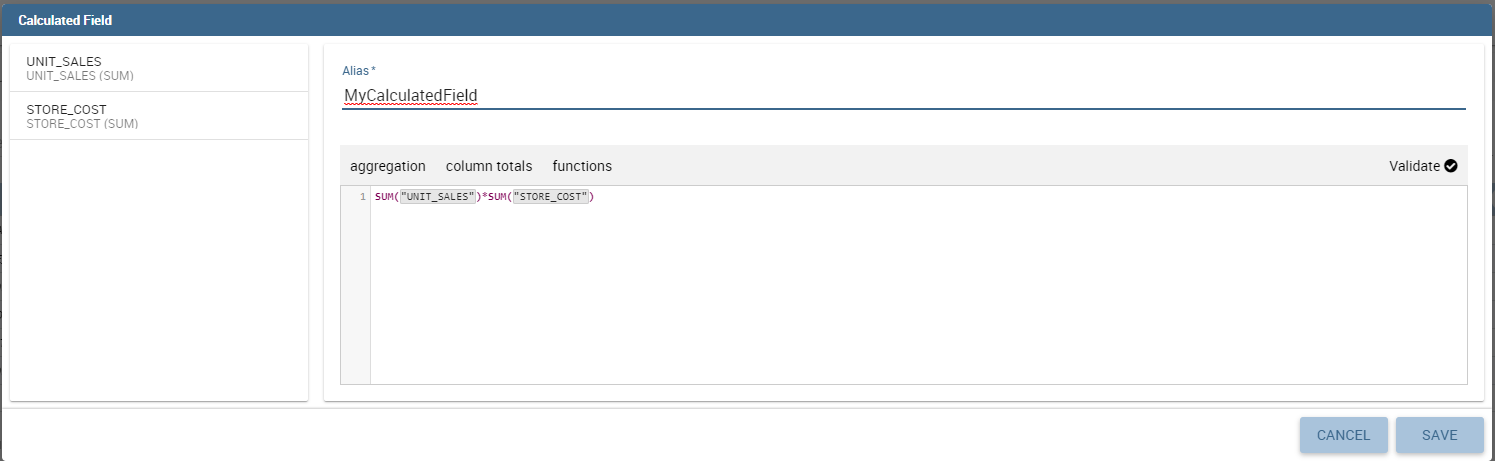 Calculated Field
UNIT_SALES
UNIT_SALES (SUM)
STORE_COST
STORE_COST (SUM)
Alias *
MyCalculatedField
aggregation column totals functions Validate
1 SUM("UNIT_SALES")*SUM("STORE_COST")
CANCEL SAVE